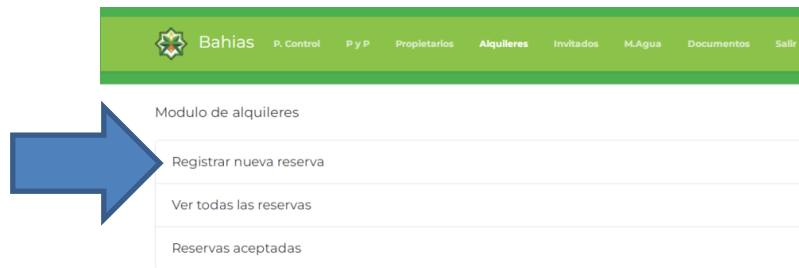 Bahias P. Control P y P Propietarios Alquileres Invitados M.Agua Documentos Salir
Modulo de alquileres
Registrar nueva reserva
Ver todas las reservas
Reservas aceptadas